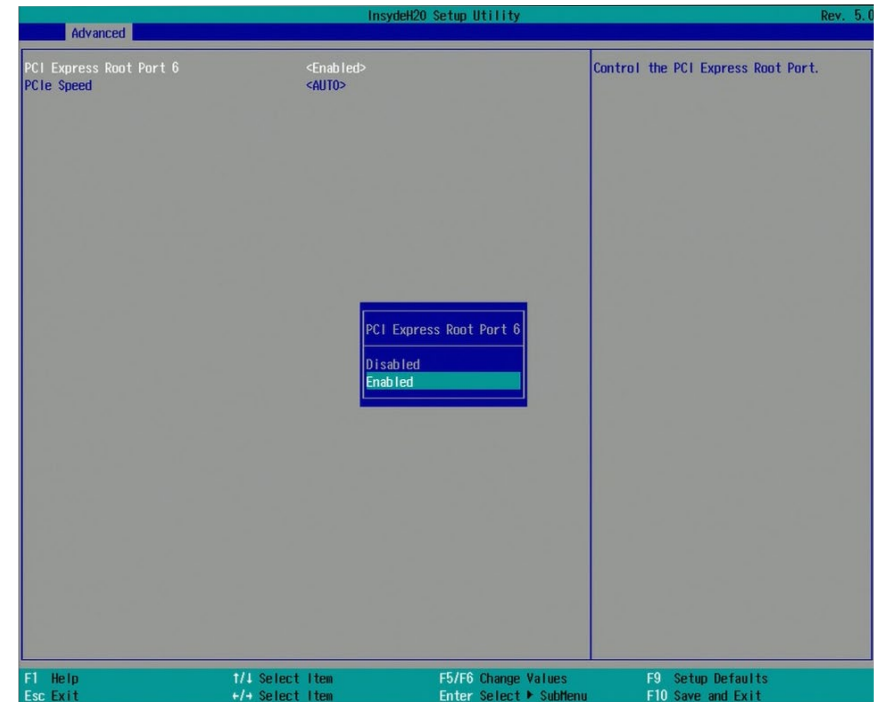 InsydeH20 Setup Utility Rev. 5.0
Advanced
PCI Express Root Port 6 <Enabled> Control the PCI Express Root Port.
PCIe Speed <AUTO>
PCI Express Root Port 6
Disabled
Enabled
F1 Help ↑/↓ Select Item F5/F6 Change Values F9 Setup Defaults
Esc Exit ←/→ Select Item Enter Select ▶ SubMenu F10 Save and Exit